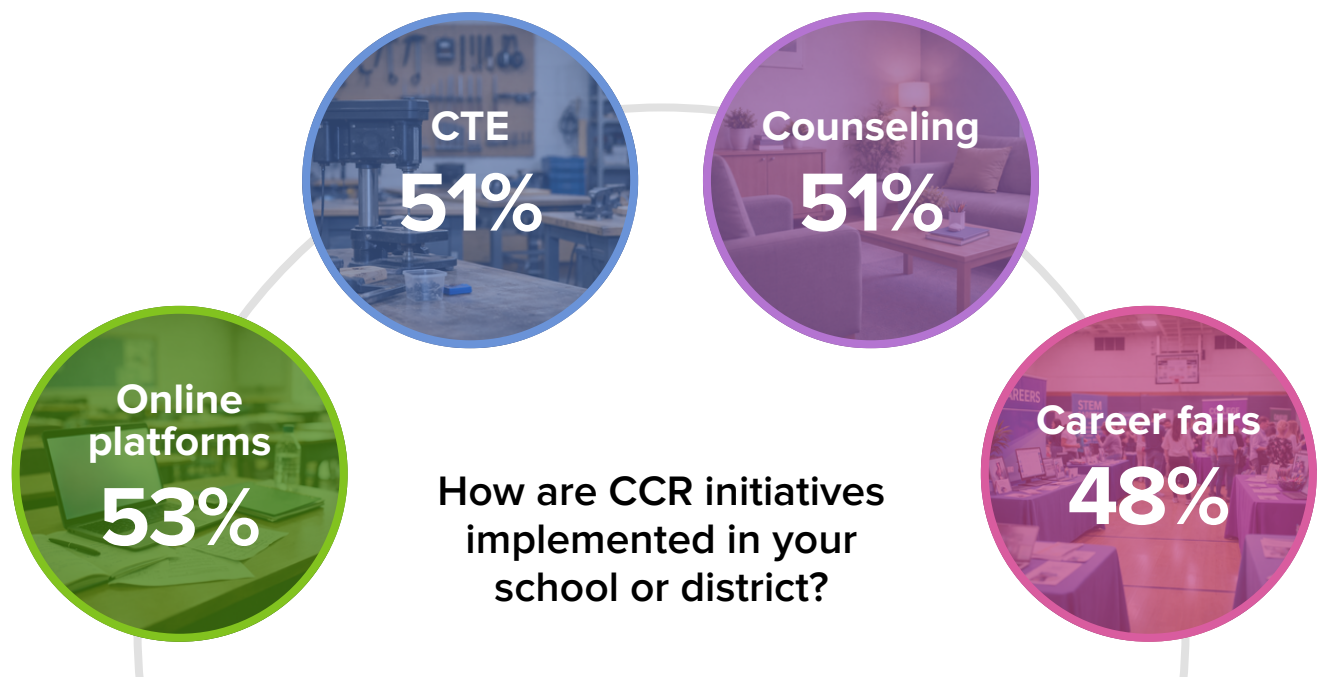 CTE
51%
Counseling
51%
Online
platforms
53%
Career fairs
48%
How are CCR initiatives
implemented in your
school or district?
STEM